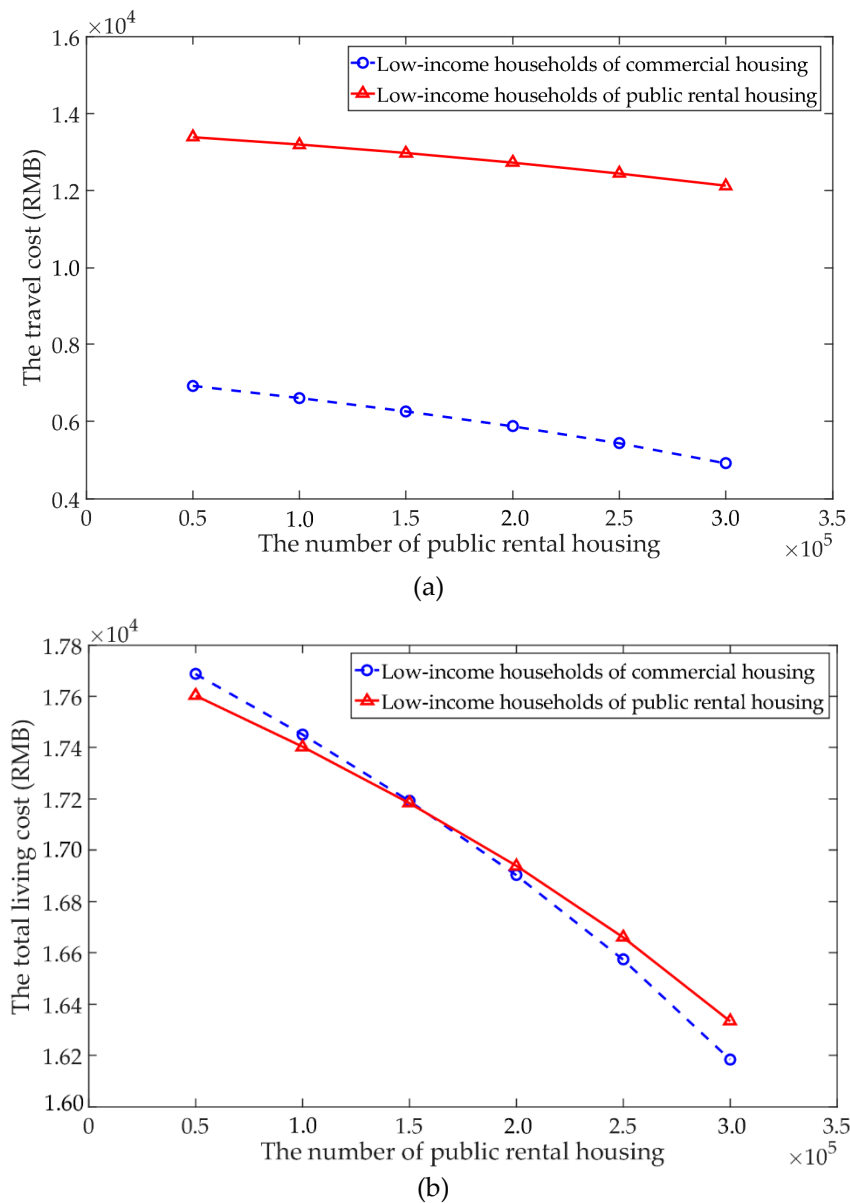 ×10⁴
1.6
1.4
1.2
1.0
0.8
0.6
0.4
The travel cost (RMB)
Low-income households of commercial housing
Low-income households of public rental housing
0 0.5 1.0 1.5 2.0 2.5 3.0 3.5
The number of public rental housing
×10⁵
(a)
×10⁴
1.78
1.76
1.74
1.72
1.70
1.68
1.66
1.64
1.62
1.60
The total living cost (RMB)
Low-income households of commercial housing
Low-income households of public rental housing
0 0.5 1.0 1.5 2.0 2.5 3.0 3.5
The number of public rental housing
×10⁵
(b)